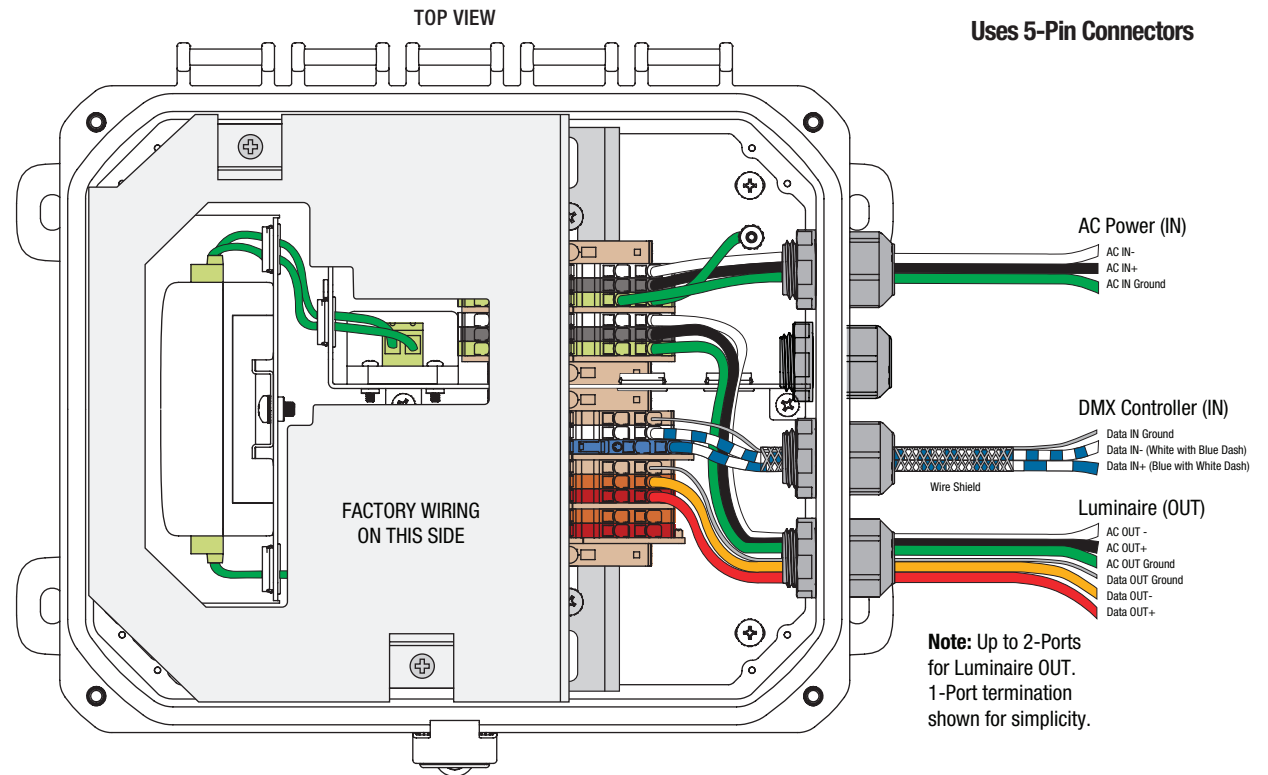 TOP VIEW
Uses 5-Pin Connectors
AC Power (IN)
AC IN-
AC IN+
AC IN Ground
DMX Controller (IN)
Data IN Ground
Data IN- (White with Blue Dash)
Data IN+ (Blue with White Dash)
Wire Shield
FACTORY WIRING
ON THIS SIDE
Luminaire (OUT)
AC OUT -
AC OUT+
AC OUT Ground
Data OUT Ground
Data OUT-
Data OUT+
Note: Up to 2-Ports
for Luminaire OUT.
1-Port termination
shown for simplicity.